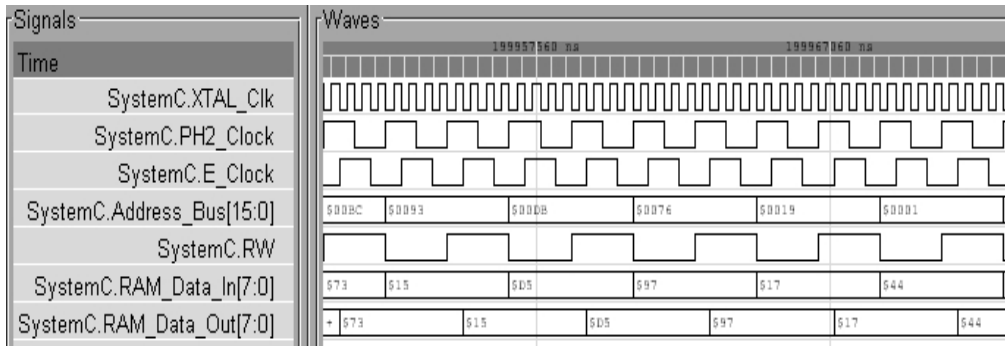 Signals Waves
199957560 ns 199967060 ns
Time
SystemC.XTAL_Clk
SystemC.PH2_Clock
SystemC.E_Clock
SystemC.Address_Bus[15:0] $00BC $0093 $00DB $0076 $0019 $0001
SystemC.RW
SystemC.RAM_Data_In[7:0] $73 $15 $D5 $97 $17 $44
SystemC.RAM_Data_Out[7:0] + $73 $15 $D5 $97 $17 $44